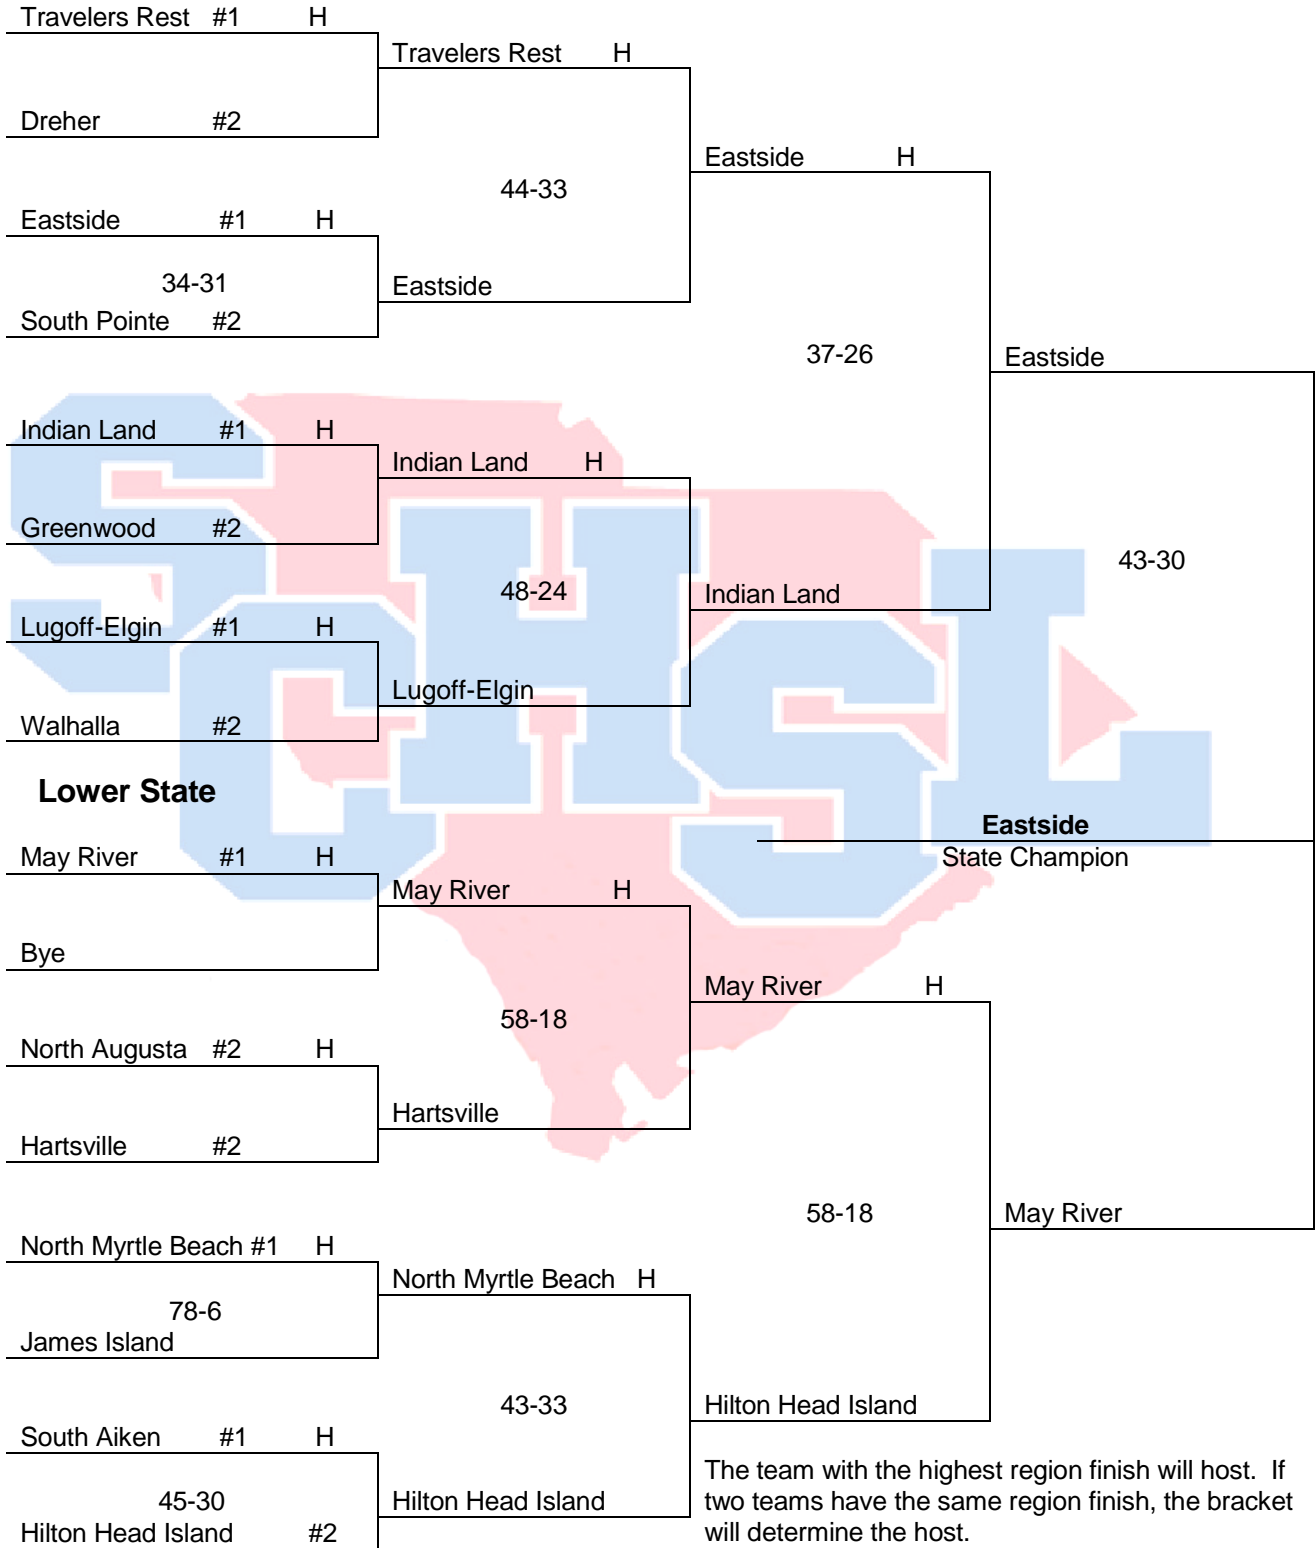 Travelers Rest #1 H
Travelers Rest H
Dreher #2
Eastside H
44-33
Eastside #1 H
34-31
Eastside
South Pointe #2
37-26
Eastside
Indian Land #1 H
Indian Land H
Greenwood #2
43-30
48-24
Indian Land
Lugoff-Elgin #1 H
Lugoff-Elgin
Walhalla #2
Lower State
Eastside
State Champion
May River #1 H
May River H
Bye
May River H
58-18
North Augusta #2 H
Hartsville
Hartsville #2
58-18
May River
North Myrtle Beach #1 H
North Myrtle Beach H
78-6
James Island
43-33
Hilton Head Island
South Aiken #1 H
The team with the highest region finish will host. If
two teams have the same region finish, the bracket
will determine the host.
45-30
Hilton Head Island
Hilton Head Island #2
SCHSL